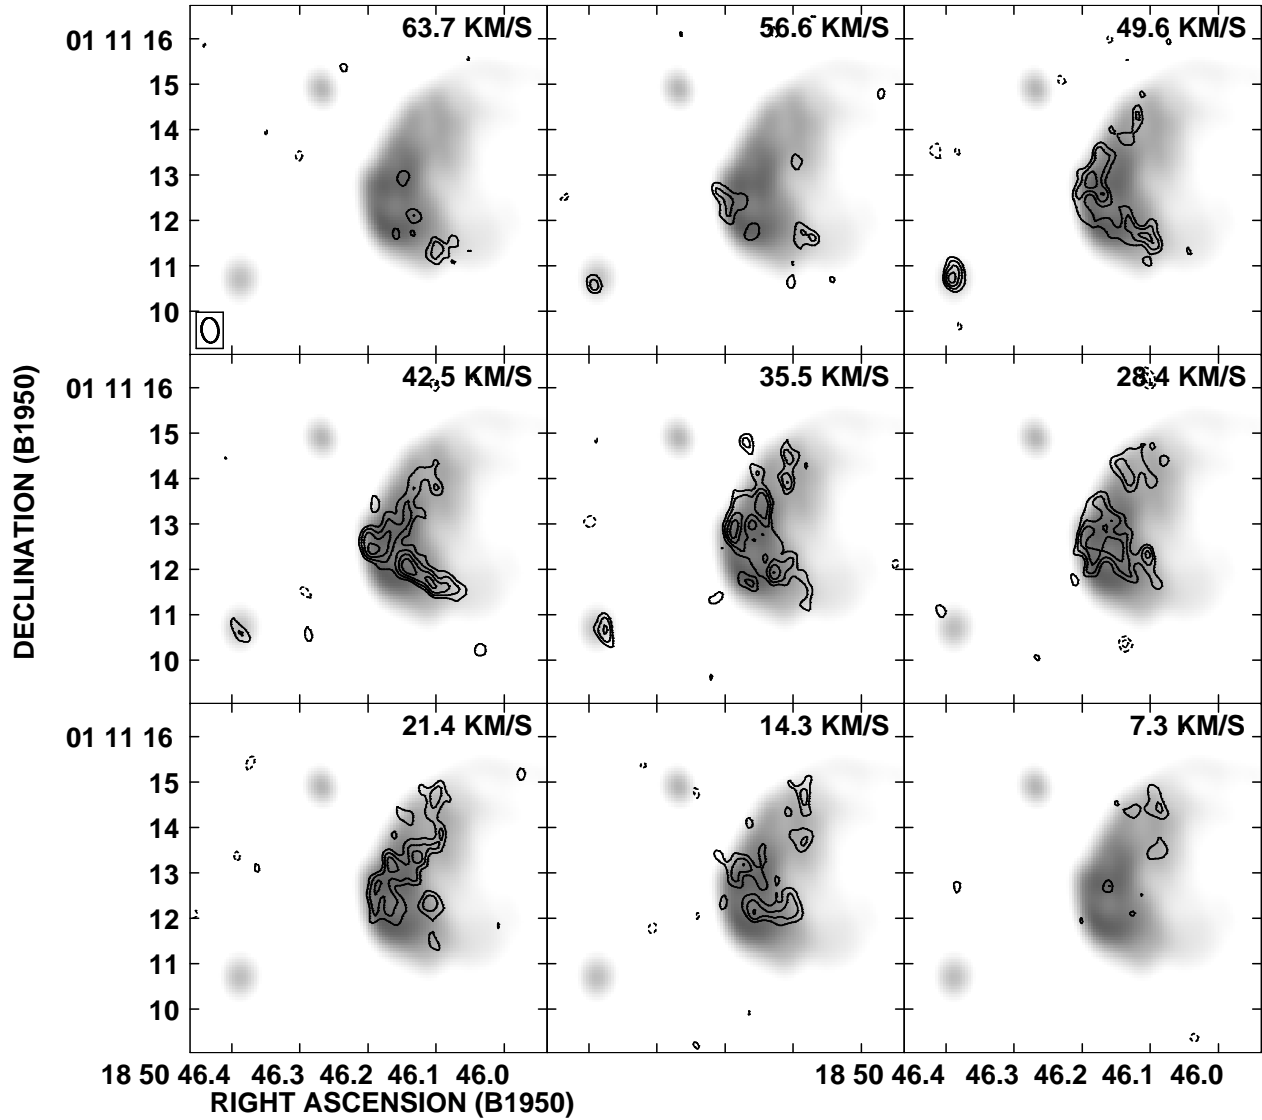 63.7 KM/S
56.6 KM/S
49.6 KM/S
01 11 16
15
14
13
12
11
10
42.5 KM/S
35.5 KM/S
28.4 KM/S
01 11 16
15
14
13
12
11
10
DECLINATION (B1950)
21.4 KM/S
14.3 KM/S
7.3 KM/S
01 11 16
15
14
13
12
11
10
18 50 46.4 46.3 46.2 46.1 46.0
18 50 46.4 46.3 46.2 46.1 46.0
RIGHT ASCENSION (B1950)